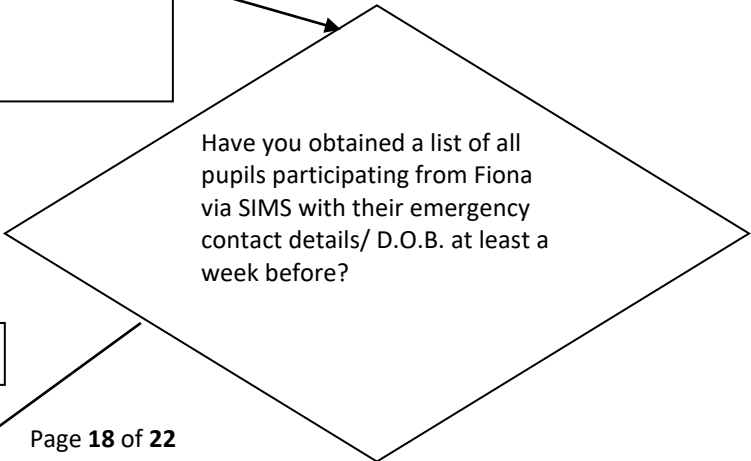 Have you obtained a list of all
pupils participating from Fiona
via SIMS with their emergency
contact details/ D.O.B. at least a
week before?
Page 18 of 22